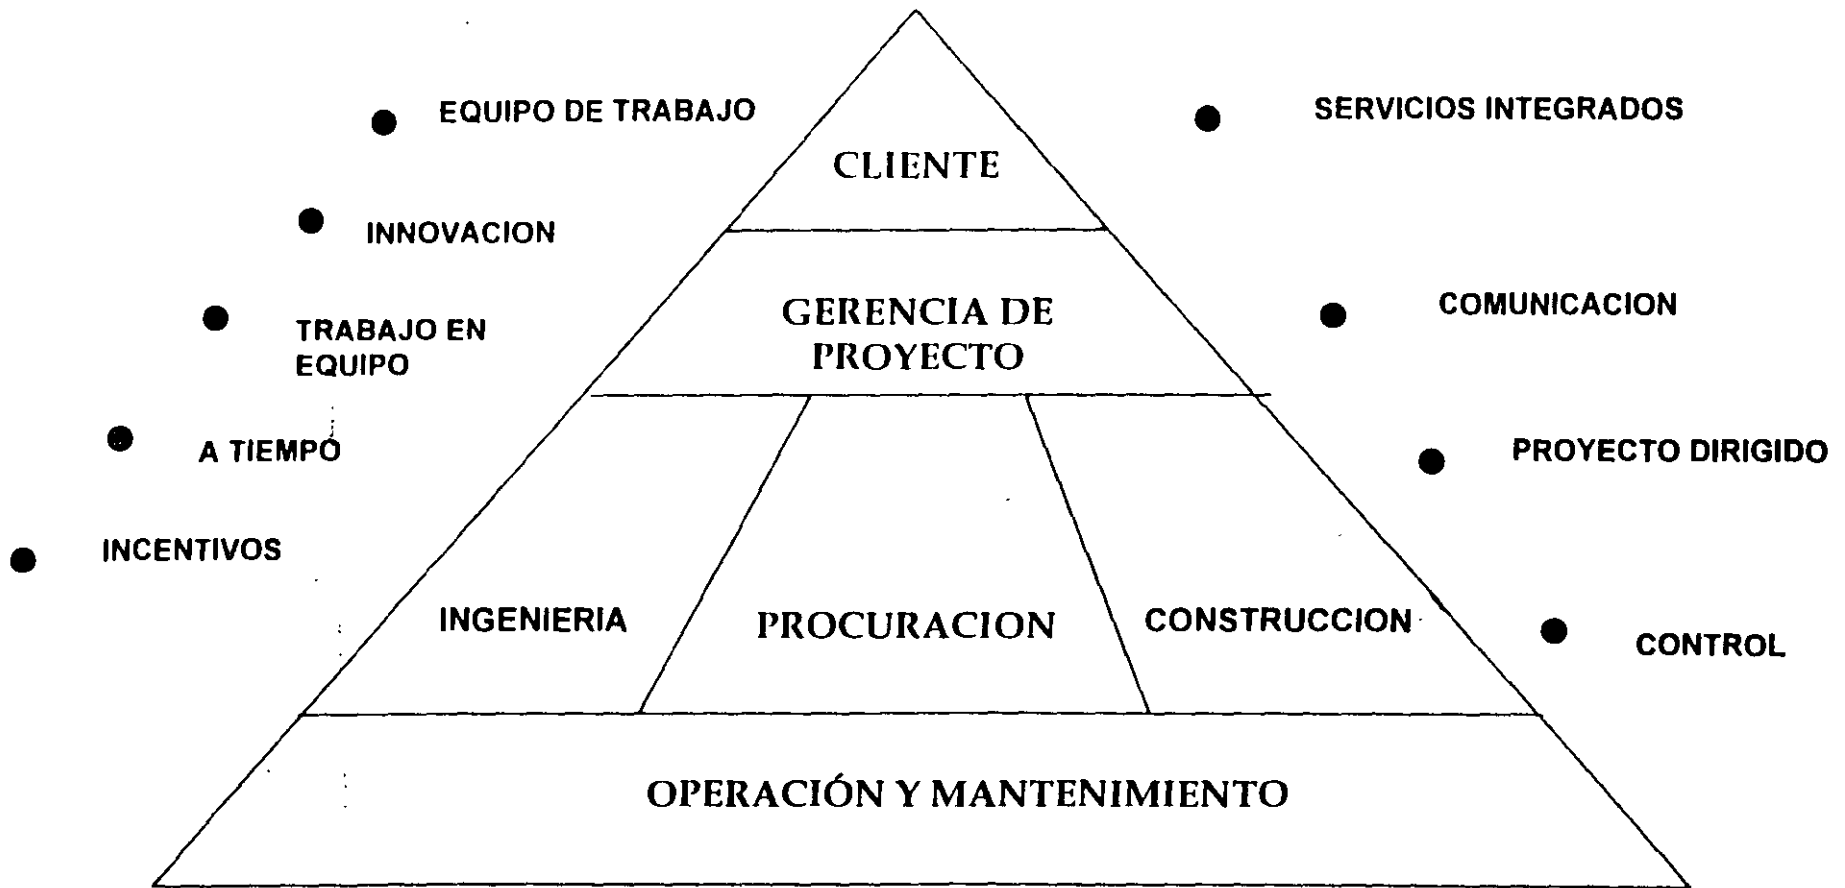 EQUIPO DE TRABAJO
SERVICIOS INTEGRADOS
CLIENTE
INNOVACION
GERENCIA DE
PROYECTO
COMUNICACION
TRABAJO EN
EQUIPO
A TIEMPO
PROYECTO DIRIGIDO
INCENTIVOS
INGENIERIA
PROCURACION
CONSTRUCCION
CONTROL
OPERACIÓN Y MANTENIMIENTO